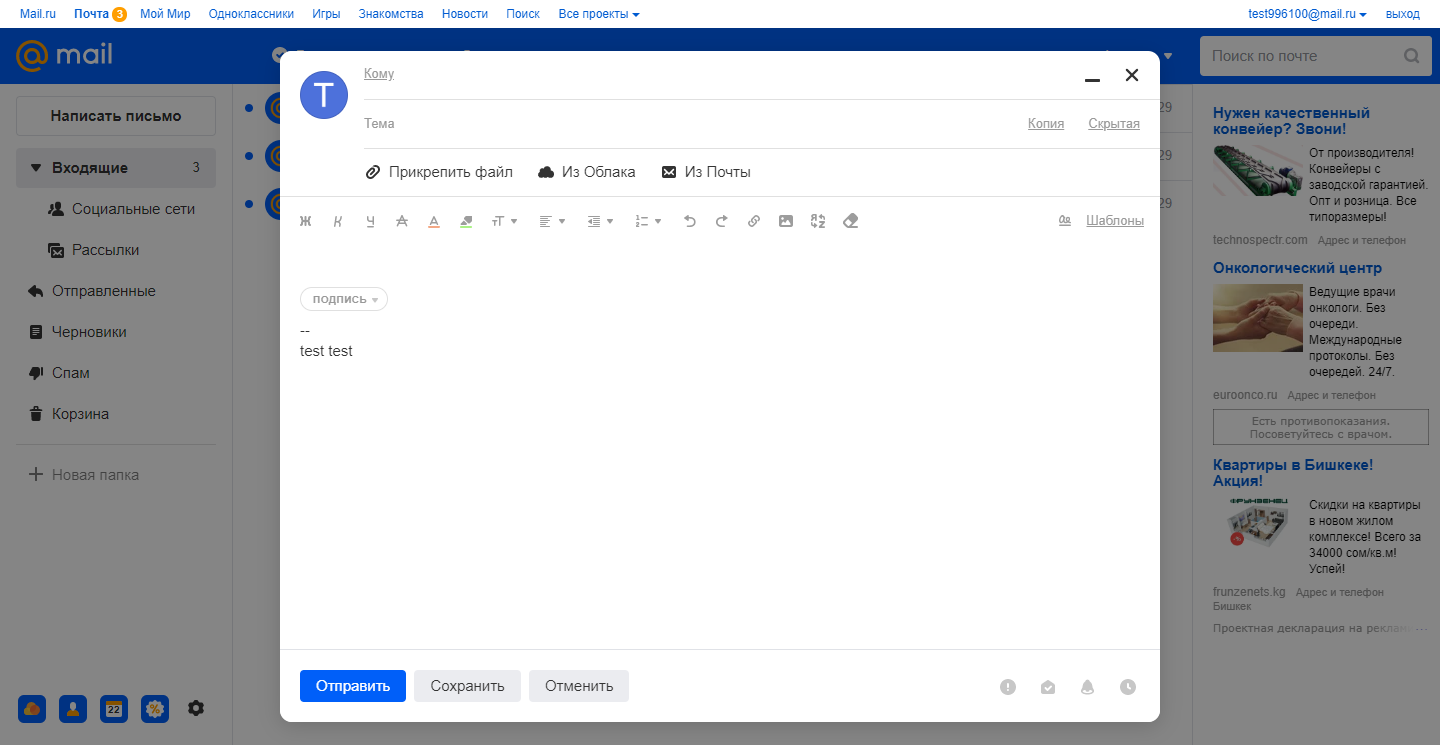 Mail.ru Почта 3 Мой Мир Одноклассники Игры Знакомства Новости Поиск Все проекты test996100@mail.ru выход
@mail Поиск по почте
Написать письмо
Входящие 3
Социальные сети
Рассылки
Отправленные
Черновики
Спам
Корзина
Новая папка
22
T
Кому
Тема Копия Скрытая
Прикрепить файл Из Облака Из Почты
Ж К Ч А А тТ Шаблоны
ПОДПИСЬ
--
test test
Отправить Сохранить Отменить
29
29
29
Нужен качественный
конвейер? Звони!
От производителя!
Конвейеры с
заводской гарантией.
Опт и розница. Все
типоразмеры!
technospectr.com Адрес и телефон
Онкологический центр
Ведущие врачи
онкологи. Без
очереди.
Международные
протоколы. Без
очередей. 24/7.
euroonco.ru Адрес и телефон
Есть противопоказания.
Посоветуйтесь с врачом.
Квартиры в Бишкеке!
Акция!
ФРУНЗЕНЕЦ
Скидки на квартиры
в новом жилом
комплексе! Всего за
34000 сом/кв.м!
Успей!
frunzenets.kg Адрес и телефон
Бишкек
Проектная декларация на реклам...